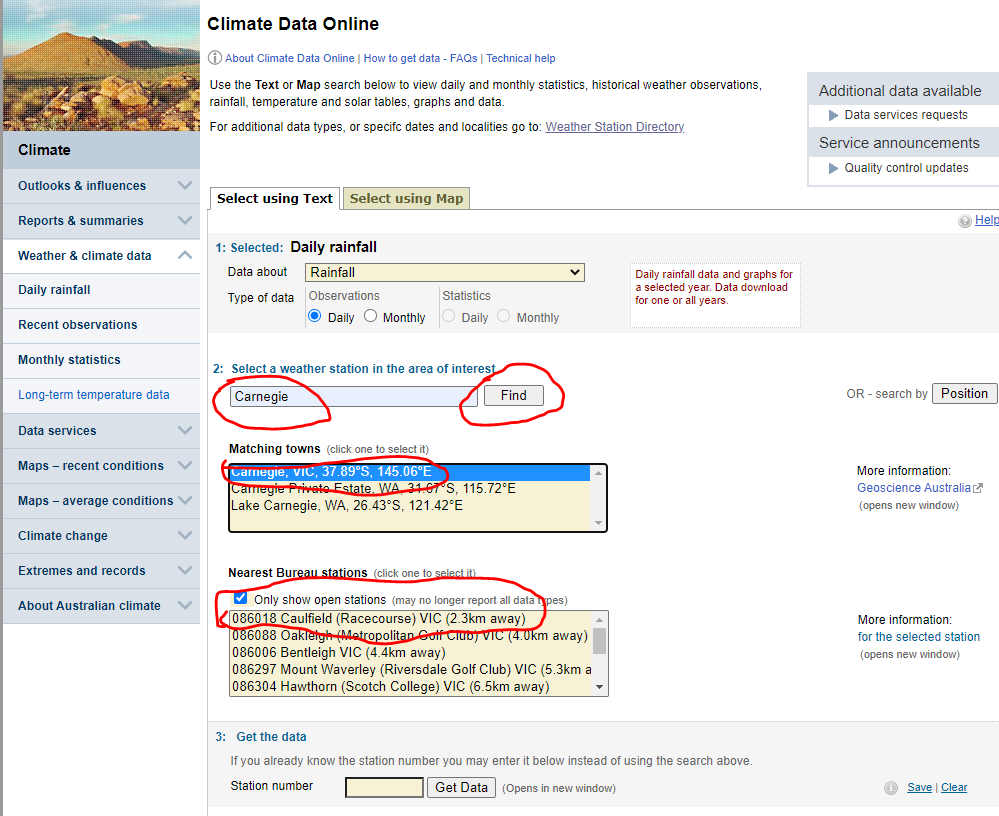 Climate Data Online
About Climate Data Online | How to get data - FAQs | Technical help
Use the Text or Map search below to view daily and monthly statistics, historical weather observations,
rainfall, temperature and solar tables, graphs and data.
For additional data types, or specifc dates and localities go to: Weather Station Directory
Additional data available
Data services requests
Service announcements
Quality control updates
Climate
Outlooks & influences
Reports & summaries
Weather & climate data
Daily rainfall
Recent observations
Monthly statistics
Long-term temperature data
Data services
Maps – recent conditions
Maps – average conditions
Climate change
Extremes and records
About Australian climate
Select using Text
Select using Map
Help
1: Selected: Daily rainfall
Data about
Rainfall
Type of data
Observations
Daily
Monthly
Statistics
Daily
Monthly
Daily rainfall data and graphs for
a selected year. Data download
for one or all years.
2: Select a weather station in the area of interest
Carnegie
Find
OR - search by
Position
Matching towns (click one to select it)
Carnegie, VIC, 37.89°S, 145.06°E
Carnegie Private Estate, WA, 31.67°S, 115.72°E
Lake Carnegie, WA, 26.43°S, 121.42°E
More information:
Geoscience Australia
(opens new window)
Nearest Bureau stations (click one to select it)
Only show open stations (may no longer report all data types)
086018 Caulfield (Racecourse) VIC (2.3km away)
086088 Oakleigh (Metropolitan Golf Club) VIC (4.0km away)
086006 Bentleigh VIC (4.4km away)
086297 Mount Waverley (Riversdale Golf Club) VIC (5.3km a
086304 Hawthorn (Scotch College) VIC (6.5km away)
More information:
for the selected station
(opens new window)
3: Get the data
If you already know the station number you may enter it below instead of using the search above.
Station number
Get Data
(Opens in new window)
Save | Clear